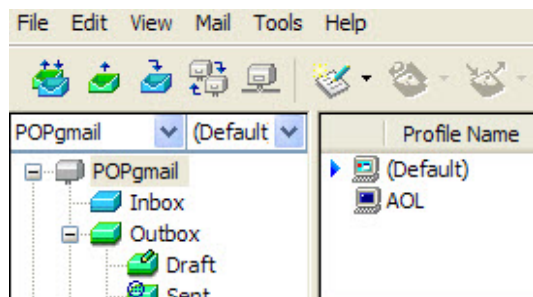 File Edit View Mail Tools Help
POPgmail (Default Profile Name
POPgmail (Default)
Inbox AOL
Outbox
Draft
Sent